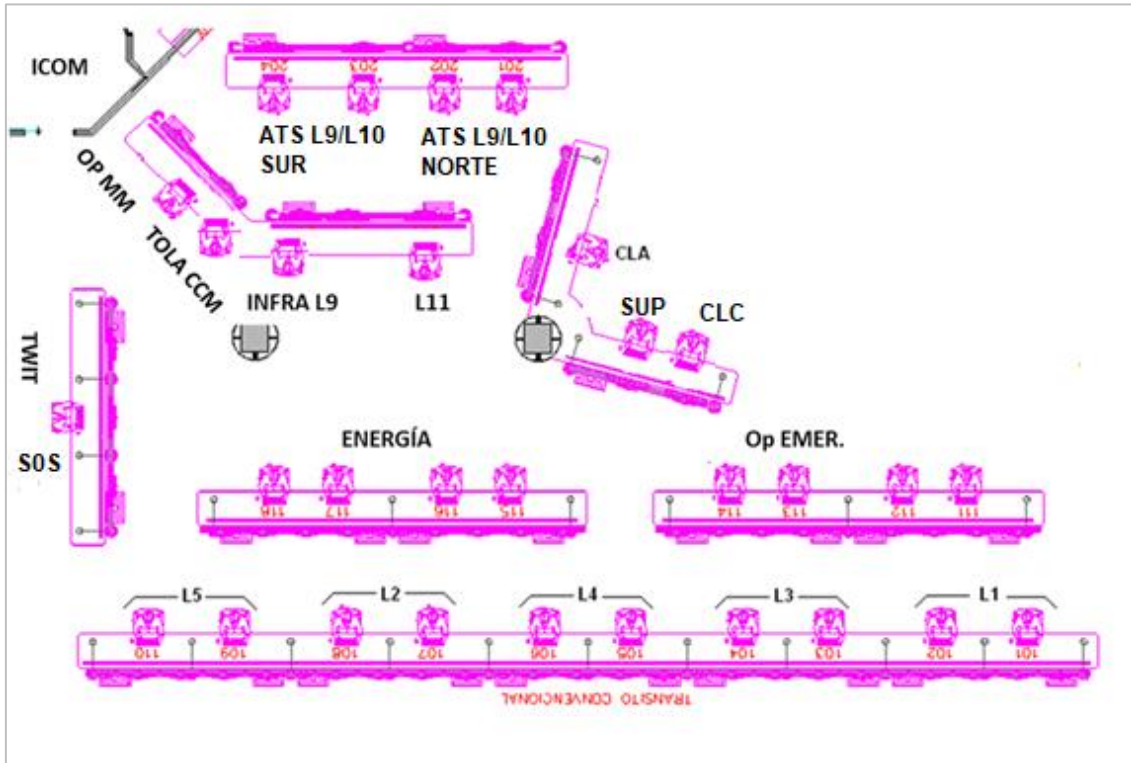 ICOM
204 203 202 201
ATS L9/L10
SUR
ATS L9/L10
NORTE
OP MM
TOLA CCM
INFRA L9
L11
CLA
SUP
CLC
TWIT
S0S
ENERGÍA
Op EMER.
118 117 116 115
114 113 112 111
L5
L2
L4
L3
L1
110 109 108 107 106 105 104 103 102 101
TRANSITO CONVENCIONAL